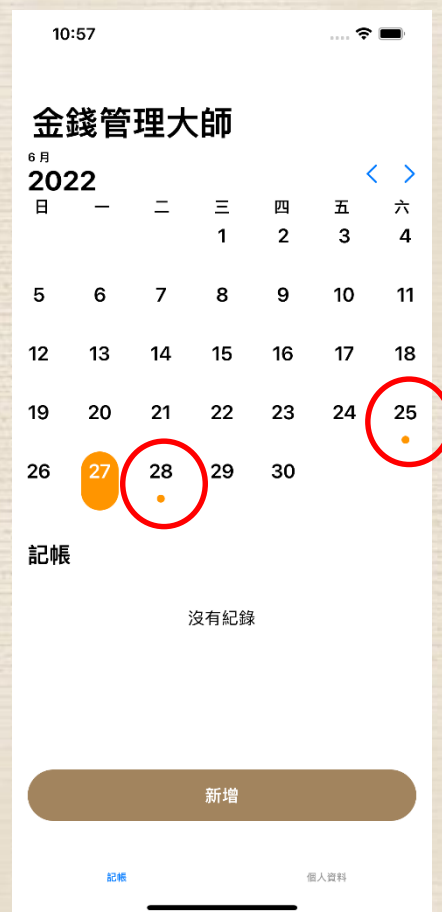 10:57
金錢管理大師
6月
2022
日 一 二 三 四 五 六
1 2 3 4
5 6 7 8 9 10 11
12 13 14 15 16 17 18
19 20 21 22 23 24 25
26 27 28 29 30
記帳
沒有紀錄
新增
記帳 個人資料